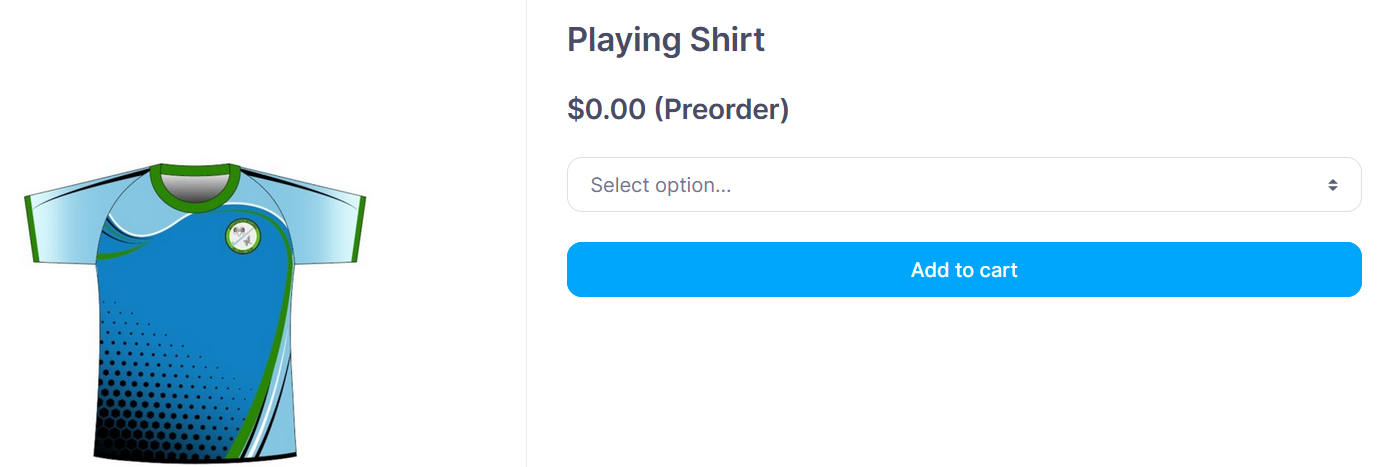 Playing Shirt
$0.00 (Preorder)
Select option...
Add to cart